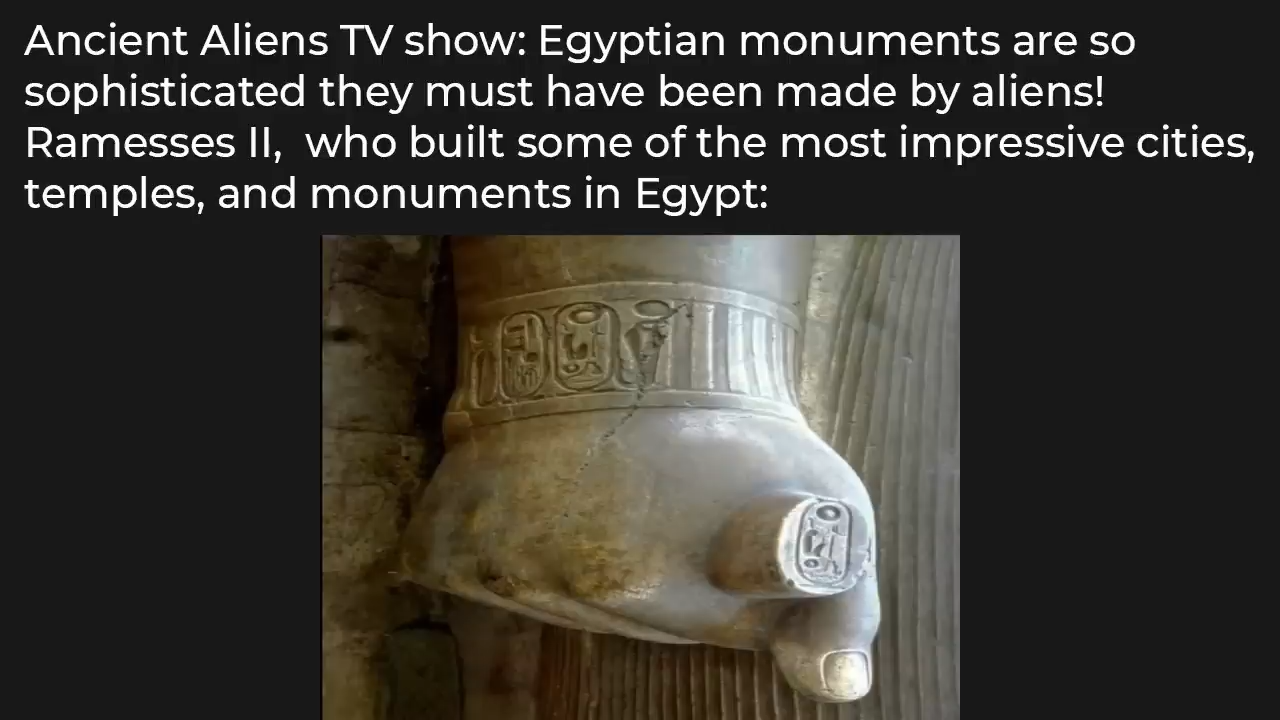 Ancient Aliens TV show: Egyptian monuments are so
sophisticated they must have been made by aliens!
Ramesses II,  who built some of the most impressive cities,
temples, and monuments in Egypt: